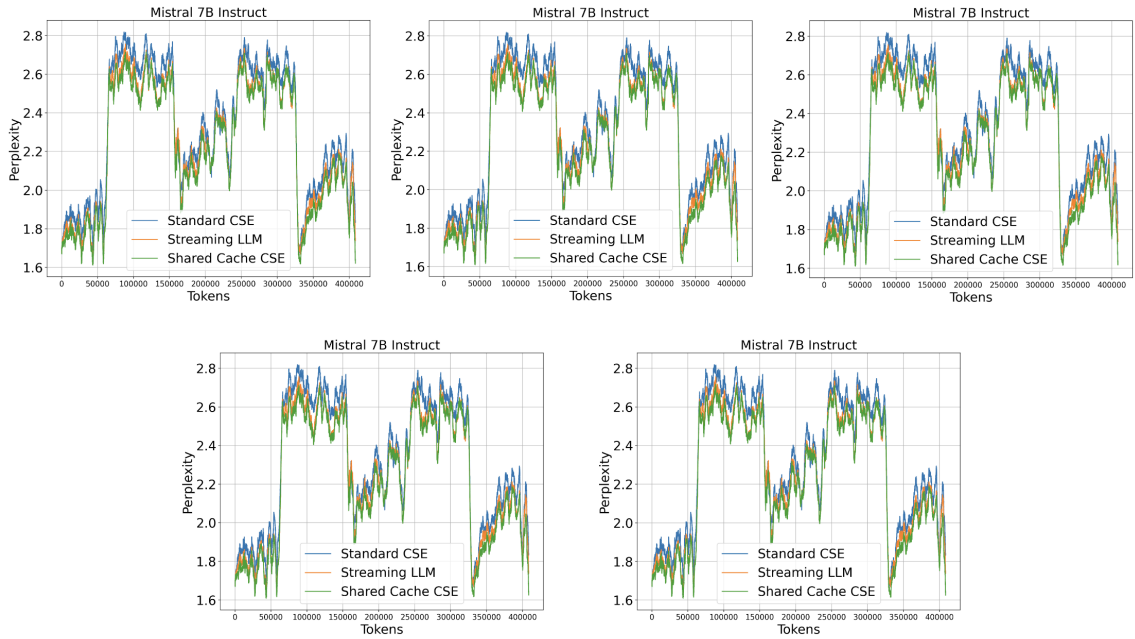 Mistral 7B Instruct
Perplexity
2.8
2.6
2.4
2.2
2.0
1.8
1.6
Standard CSE
Streaming LLM
Shared Cache CSE
0 50000 100000 150000 200000 250000 300000 350000 400000
Tokens
Mistral 7B Instruct
Perplexity
2.8
2.6
2.4
2.2
2.0
1.8
1.6
Standard CSE
Streaming LLM
Shared Cache CSE
0 50000 100000 150000 200000 250000 300000 350000 400000
Tokens
Mistral 7B Instruct
Perplexity
2.8
2.6
2.4
2.2
2.0
1.8
1.6
Standard CSE
Streaming LLM
Shared Cache CSE
0 50000 100000 150000 200000 250000 300000 350000 400000
Tokens
Mistral 7B Instruct
Perplexity
2.8
2.6
2.4
2.2
2.0
1.8
1.6
Standard CSE
Streaming LLM
Shared Cache CSE
0 50000 100000 150000 200000 250000 300000 350000 400000
Tokens
Mistral 7B Instruct
Perplexity
2.8
2.6
2.4
2.2
2.0
1.8
1.6
Standard CSE
Streaming LLM
Shared Cache CSE
0 50000 100000 150000 200000 250000 300000 350000 400000
Tokens